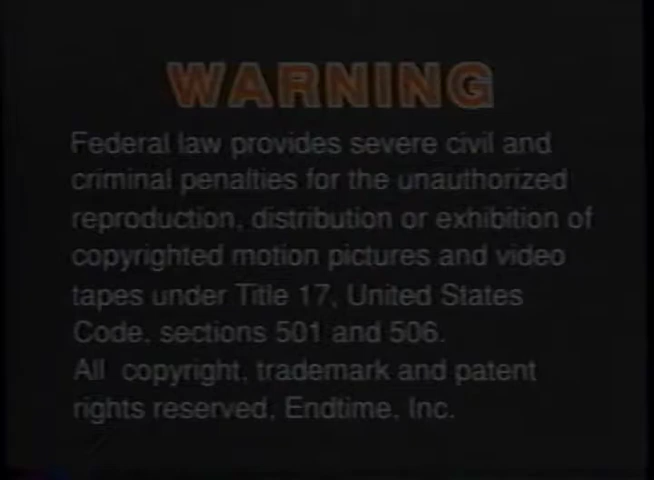 WARNING
Federal law provides severe civil and
criminal penalties for the unauthorized
reproduction, distribution or exhibition of
copyrighted motion pictures and video
tapes under Title 17, United States
Code, sections 501 and 506.
All copyright, trademark and patent
rights reserved, Endtime, Inc.